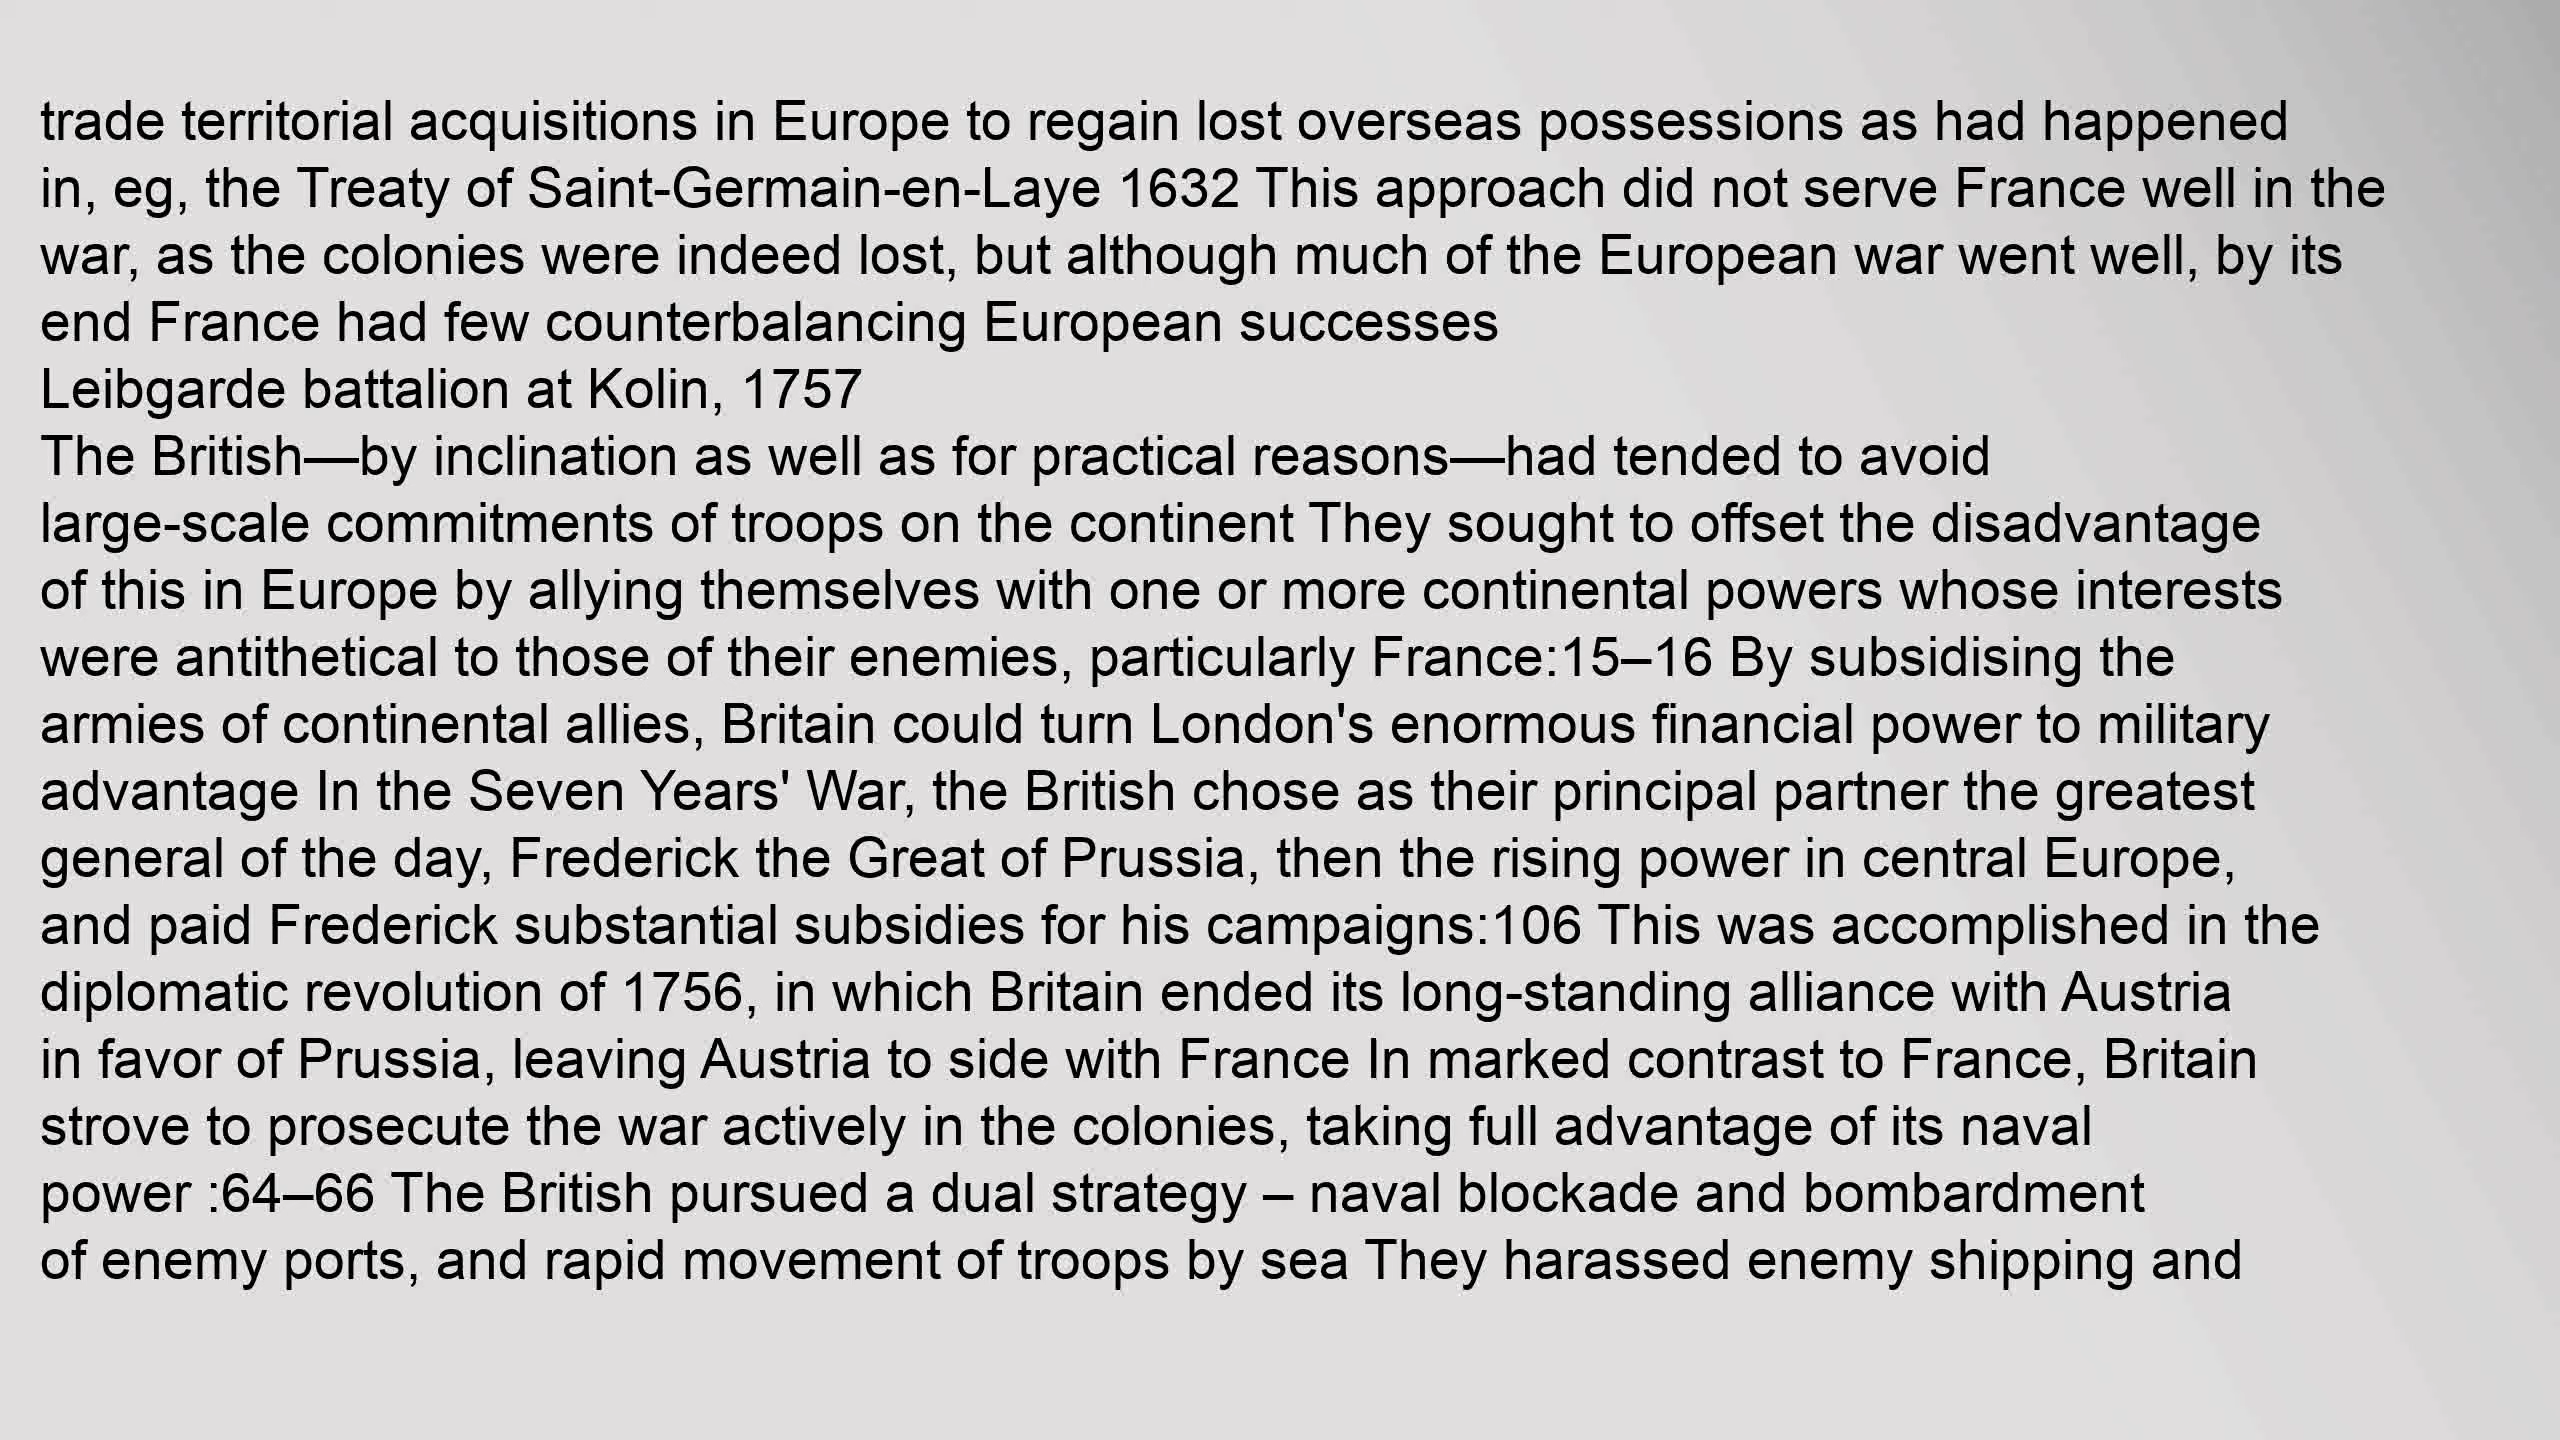 trade territorial acquisitions in Europe to regain lost overseas possessions as had happened
in, eg, the Treaty of Saint-Germain-en-Laye 1632 This approach did not serve France well in the
war, as the colonies were indeed lost, but although much of the European war went well, by its
end France had few counterbalancing European successes
Leibgarde battalion at Kolin, 1757
The British—by inclination as well as for practical reasons—had tended to avoid
large-scale commitments of troops on the continent They sought to offset the disadvantage
of this in Europe by allying themselves with one or more continental powers whose interests
were antithetical to those of their enemies, particularly France:15–16 By subsidising the
armies of continental allies, Britain could turn London's enormous financial power to military
advantage In the Seven Years' War, the British chose as their principal partner the greatest
general of the day, Frederick the Great of Prussia, then the rising power in central Europe,
and paid Frederick substantial subsidies for his campaigns:106 This was accomplished in the
diplomatic revolution of 1756, in which Britain ended its long-standing alliance with Austria
in favor of Prussia, leaving Austria to side with France In marked contrast to France, Britain
strove to prosecute the war actively in the colonies, taking full advantage of its naval
power :64–66 The British pursued a dual strategy – naval blockade and bombardment
of enemy ports, and rapid movement of troops by sea They harassed enemy shipping and